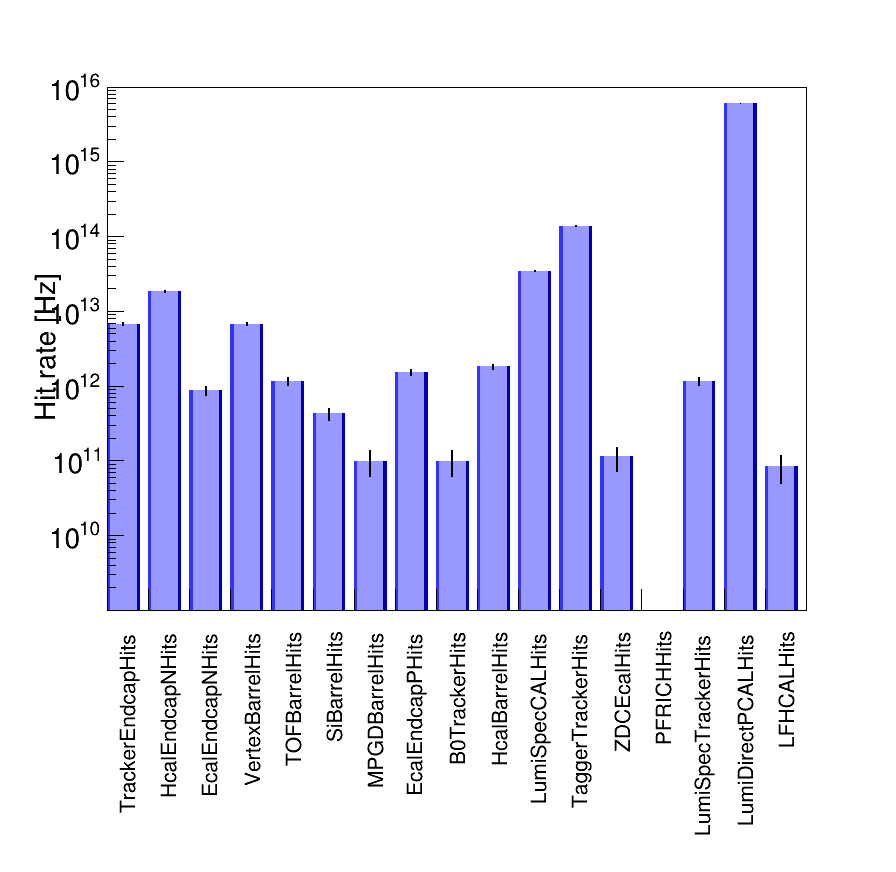 10^16
10^15
10^14
10^13
10^12
10^11
10^10
Hit rate [Hz]
TrackerEndcapHits
HcalEndcapNHits
EcalEndcapNHits
VertexBarrelHits
TOFBarrelHits
SiBarrelHits
MPGDBarrelHits
EcalEndcapPHits
B0TrackerHits
HcalBarrelHits
LumiSpecCALHits
TaggerTrackerHits
ZDCEcalHits
PFRICHHits
LumiSpecTrackerHits
LumiDirectPCALHits
LFHCALHits